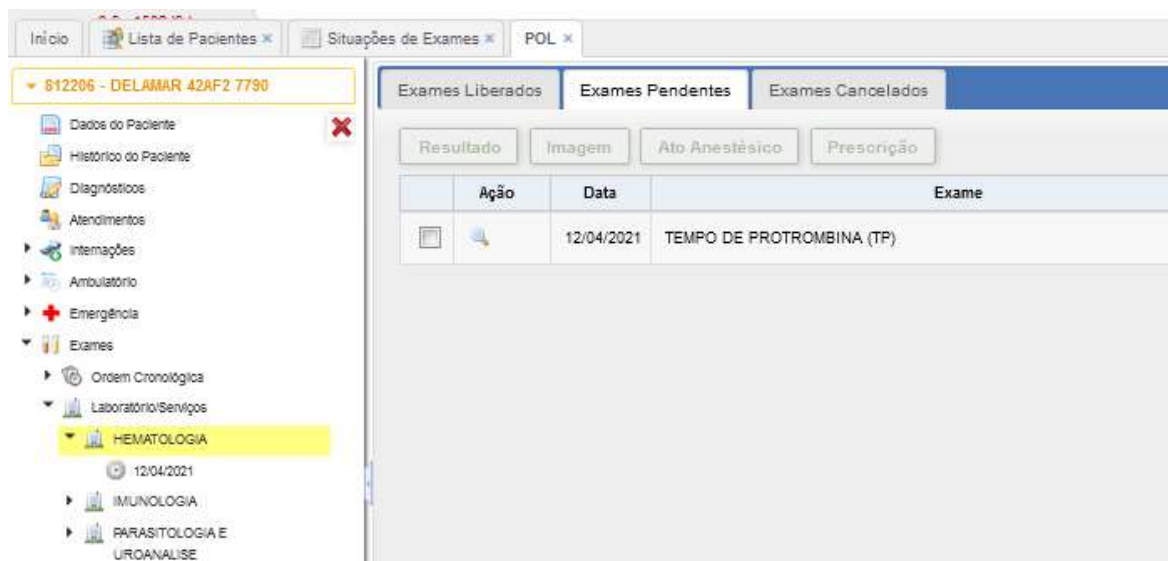 Início
Lista de Pacientes ×
Situações de Exames ×
POL ×
812206 - DELAMAR 42AF2 7790
Dados do Paciente
Histórico do Paciente
Diagnósticos
Atendimentos
Internações
Ambulatório
Emergência
Exames
Ordem Cronológica
Laboratório/Serviços
HEMATOLOGIA
12/04/2021
IMUNOLOGIA
PARASITOLOGIA E
UROANALISE
Exames Liberados Exames Pendentes Exames Cancelados
Resultado Imagem Ato Anestésico Prescrição
Ação Data Exame
12/04/2021 TEMPO DE PROTROMBINA (TP)